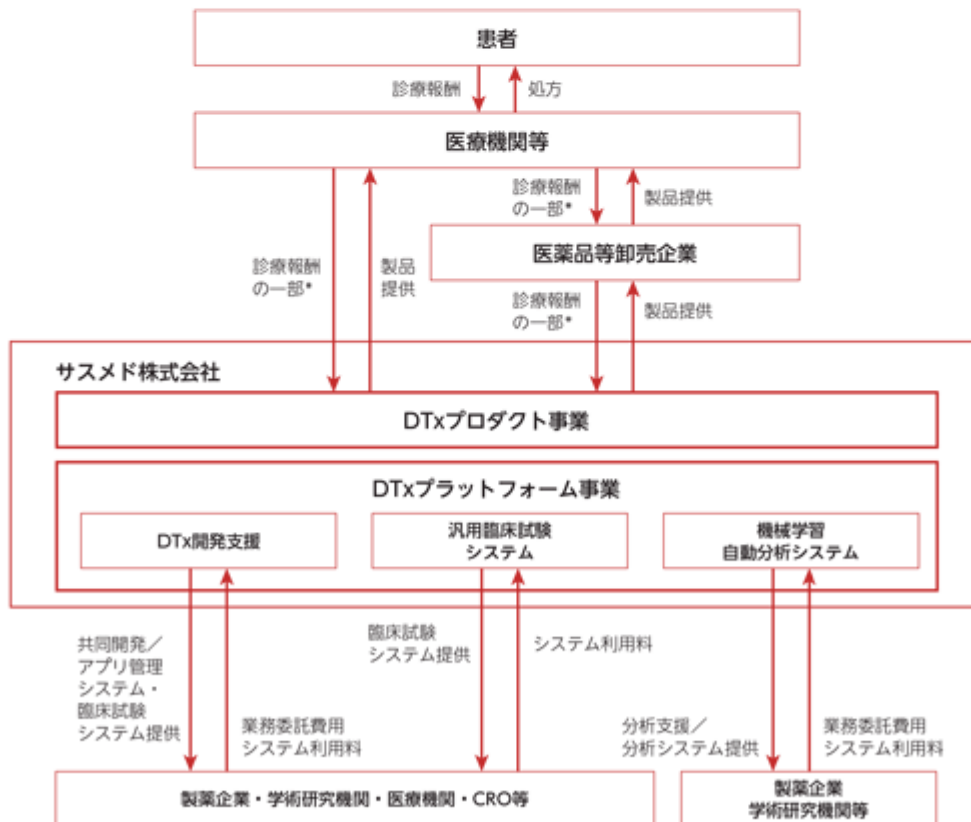 患者
診療報酬
処方
医療機関等
診療報酬
の一部*
製品提供
医薬品等卸売企業
診療報酬
の一部*
製品
提供
診療報酬
の一部*
製品提供
サスメド株式会社
DTxプロダクト事業
DTxプラットフォーム事業
DTx開発支援
汎用臨床試験
システム
機械学習
自動分析システム
共同開発／
アプリ管理
システム・
臨床試験
システム提供
業務委託費用
システム利用料
臨床試験
システム提供
システム利用料
分析支援／
分析システム提供
業務委託費用
システム利用料
製薬企業・学術研究機関・医療機関・CRO等
製薬企業
学術研究機関等